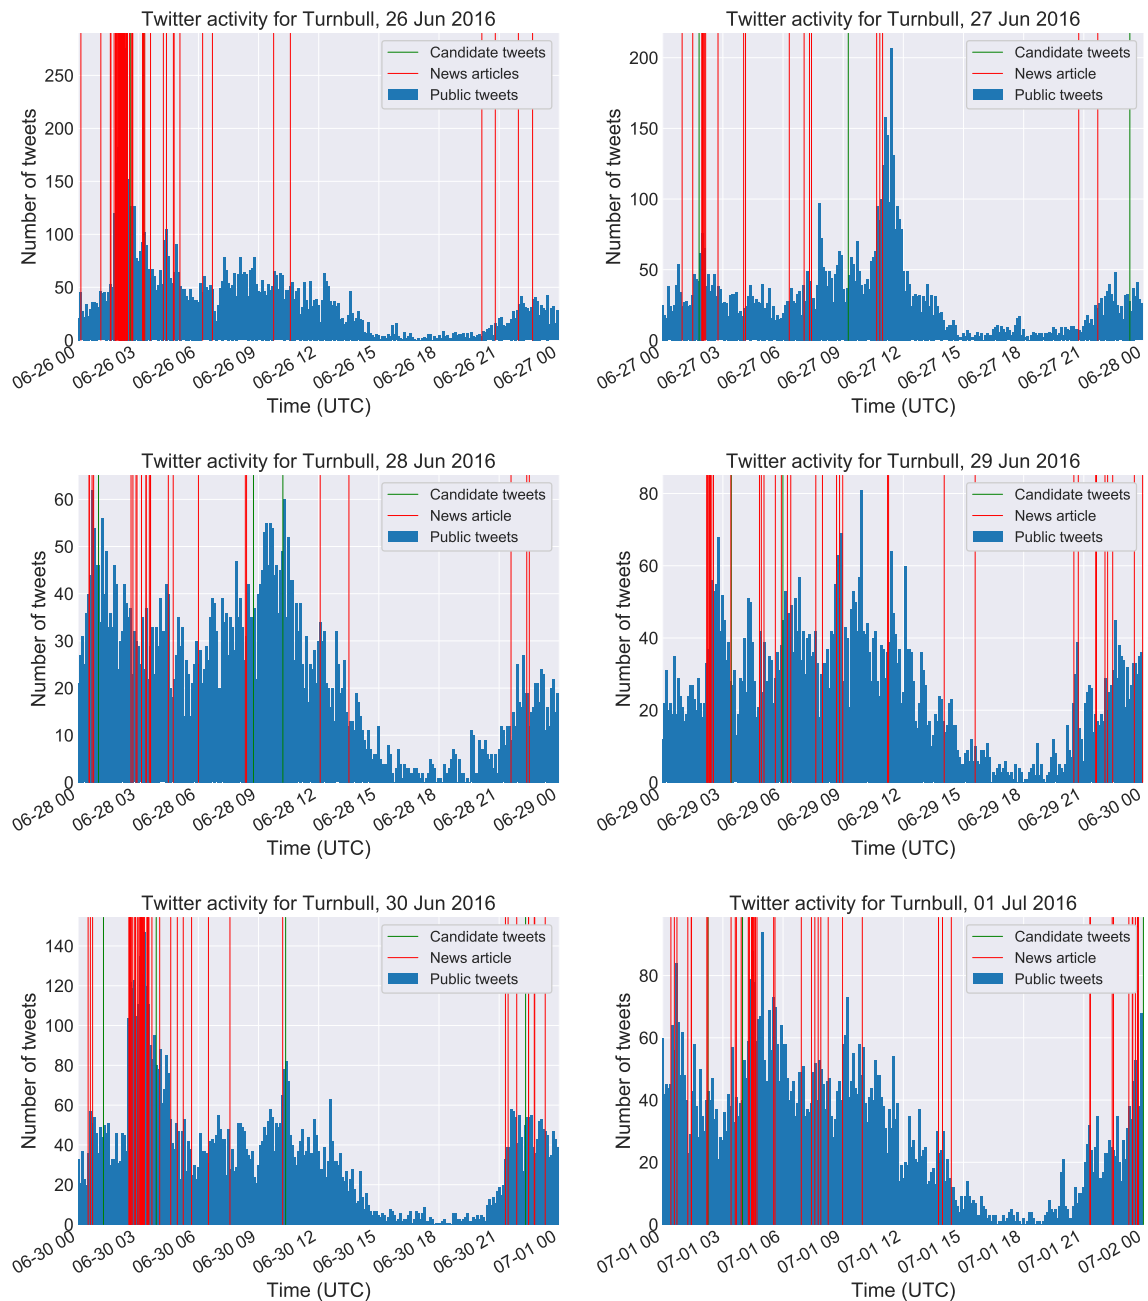 Twitter activity for Turnbull, 26 Jun 2016
Number of tweets
250
200
150
100
50
0
Candidate tweets
News articles
Public tweets
06-26 00
06-26 03
06-26 06
06-26 09
06-26 12
06-26 15
06-26 18
06-26 21
06-27 00
Time (UTC)
Twitter activity for Turnbull, 27 Jun 2016
Number of tweets
200
150
100
50
0
Candidate tweets
News article
Public tweets
06-27 00
06-27 03
06-27 06
06-27 09
06-27 12
06-27 15
06-27 18
06-27 21
06-28 00
Time (UTC)
Twitter activity for Turnbull, 28 Jun 2016
Number of tweets
60
50
40
30
20
10
0
Candidate tweets
News article
Public tweets
06-28 00
06-28 03
06-28 06
06-28 09
06-28 12
06-28 15
06-28 18
06-28 21
06-29 00
Time (UTC)
Twitter activity for Turnbull, 29 Jun 2016
Number of tweets
80
60
40
20
0
Candidate tweets
News article
Public tweets
06-29 00
06-29 03
06-29 06
06-29 09
06-29 12
06-29 15
06-29 18
06-29 21
06-30 00
Time (UTC)
Twitter activity for Turnbull, 30 Jun 2016
Number of tweets
140
120
100
80
60
40
20
0
Candidate tweets
News article
Public tweets
06-30 00
06-30 03
06-30 06
06-30 09
06-30 12
06-30 15
06-30 18
06-30 21
07-01 00
Time (UTC)
Twitter activity for Turnbull, 01 Jul 2016
Number of tweets
80
60
40
20
0
Candidate tweets
News article
Public tweets
07-01 00
07-01 03
07-01 06
07-01 09
07-01 12
07-01 15
07-01 18
07-01 21
07-02 00
Time (UTC)